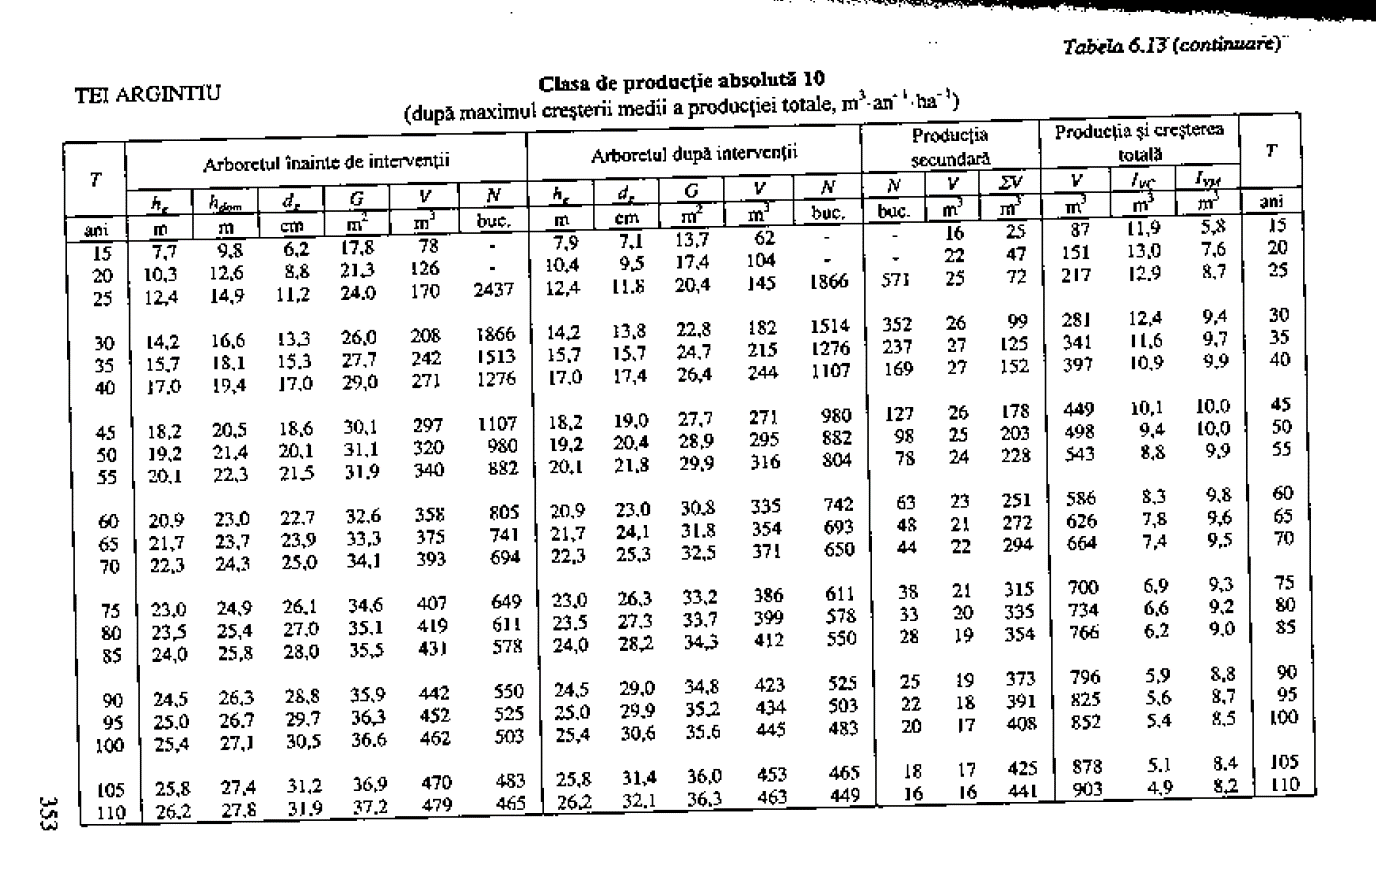 Tabela 6.13 (continuare)
TEI ARGINTIU
Clasa de producţie absolută 10
(după maximul creşterii medii a producţiei totale, m³·an⁻¹·ha⁻¹)
T Arboretul înainte de intervenţii Arboretul după intervenţii Producţia secundară Producţia şi creşterea totală T
hg hdom dg G V N hg dg G V N N V ΣV V IVC IVM
ani m m cm m² m³ buc. m cm m² m³ buc. buc. m³ m³ m³ m³ m³ ani
15 7,7 9,8 6,2 17,8 78 - 7,9 7,1 13,7 62 - - 16 25 87 11,9 5,8 15
20 10,3 12,6 8,8 21,3 126 - 10,4 9,5 17,4 104 - - 22 47 151 13,0 7,6 20
25 12,4 14,9 11,2 24,0 170 2437 12,4 11,8 20,4 145 1866 571 25 72 217 12,9 8,7 25
30 14,2 16,6 13,3 26,0 208 1866 14,2 13,8 22,8 182 1514 352 26 99 281 12,4 9,4 30
35 15,7 18,1 15,3 27,7 242 1513 15,7 15,7 24,7 215 1276 237 27 125 341 11,6 9,7 35
40 17,0 19,4 17,0 29,0 271 1276 17,0 17,4 26,4 244 1107 169 27 152 397 10,9 9,9 40
45 18,2 20,5 18,6 30,1 297 1107 18,2 19,0 27,7 271 980 127 26 178 449 10,1 10,0 45
50 19,2 21,4 20,1 31,1 320 980 19,2 20,4 28,9 295 882 98 25 203 498 9,4 10,0 50
55 20,1 22,3 21,5 31,9 340 882 20,1 21,8 29,9 316 804 78 24 228 543 8,8 9,9 55
60 20,9 23,0 22,7 32,6 358 805 20,9 23,0 30,8 335 742 63 23 251 586 8,3 9,8 60
65 21,7 23,7 23,9 33,3 375 741 21,7 24,1 31,8 354 693 48 21 272 626 7,8 9,6 65
70 22,3 24,3 25,0 34,1 393 694 22,3 25,3 32,5 371 650 44 22 294 664 7,4 9,5 70
75 23,0 24,9 26,1 34,6 407 649 23,0 26,3 33,2 386 611 38 21 315 700 6,9 9,3 75
80 23,5 25,4 27,0 35,1 419 611 23,5 27,3 33,7 399 578 33 20 335 734 6,6 9,2 80
85 24,0 25,8 28,0 35,5 431 578 24,0 28,2 34,3 412 550 28 19 354 766 6,2 9,0 85
90 24,5 26,3 28,8 35,9 442 550 24,5 29,0 34,8 423 525 25 19 373 796 5,9 8,8 90
95 25,0 26,7 29,7 36,3 452 525 25,0 29,9 35,2 434 503 22 18 391 825 5,6 8,7 95
100 25,4 27,1 30,5 36,6 462 503 25,4 30,6 35,6 445 483 20 17 408 852 5,4 8,5 100
105 25,8 27,4 31,2 36,9 470 483 25,8 31,4 36,0 453 465 18 17 425 878 5,1 8,4 105
110 26,2 27,8 31,9 37,2 479 465 26,2 32,1 36,3 463 449 16 16 441 903 4,9 8,2 110
353